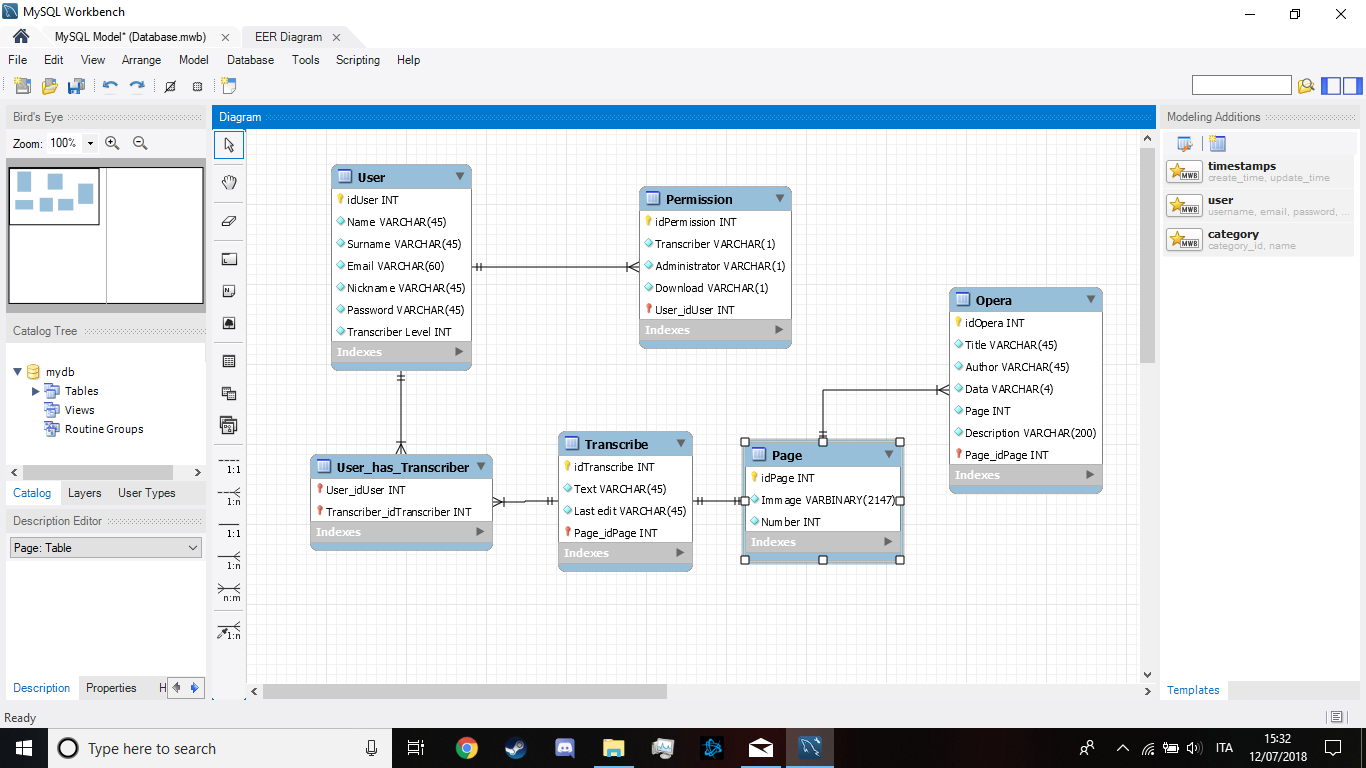 MySQL Workbench
MySQL Model* (Database.mwb)
EER Diagram
File Edit View Arrange Model Database Tools Scripting Help
Bird's Eye
Zoom: 100%
Catalog Tree
mydb
Tables
Views
Routine Groups
Catalog Layers User Types
Description Editor
Page: Table
Description Properties H
Diagram
1:1
1:n
1:1
1:n
n:m
1:n
User
idUser INT
Name VARCHAR(45)
Surname VARCHAR(45)
Email VARCHAR(60)
Nickname VARCHAR(45)
Password VARCHAR(45)
Transcriber Level INT
Indexes
Permission
idPermission INT
Transcriber VARCHAR(1)
Administrator VARCHAR(1)
Download VARCHAR(1)
User_idUser INT
Indexes
Opera
idOpera INT
Title VARCHAR(45)
Author VARCHAR(45)
Data VARCHAR(4)
Page INT
Description VARCHAR(200)
Page_idPage INT
Indexes
User_has_Transcriber
User_idUser INT
Transcriber_idTranscriber INT
Indexes
Transcribe
idTranscribe INT
Text VARCHAR(45)
Last edit VARCHAR(45)
Page_idPage INT
Indexes
Page
idPage INT
Immage VARBINARY(2147)
Number INT
Indexes
Modeling Additions
MWB
timestamps
create_time, update_time
MWB
user
username, email, password, ...
MWB
category
category_id, name
Templates
Ready
Type here to search
ITA
15:32
12/07/2018